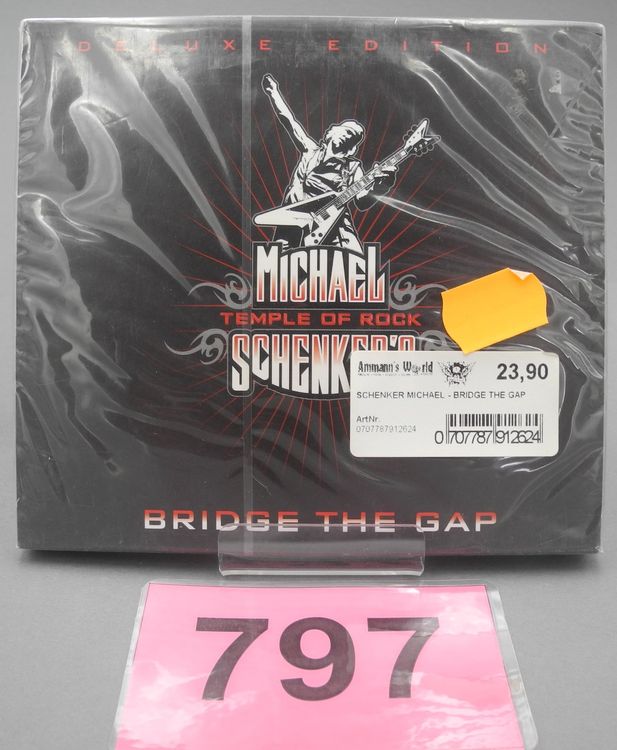 DELUXE EDITION
MICHAEL
TEMPLE OF ROCK
SCHENKER'S
Ammann's World
23,90
SCHENKER MICHAEL - BRIDGE THE GAP
ArtNr.
0707787912624
0 707787 912624
BRIDGE THE GAP
797